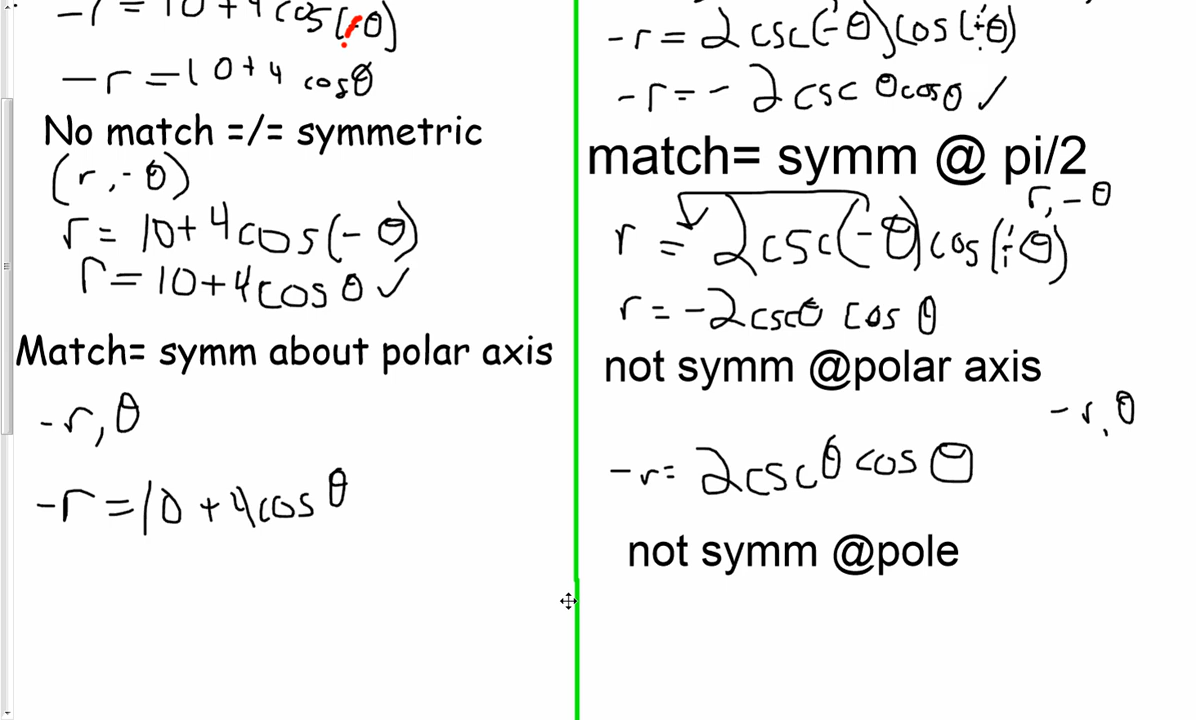 -r = 10 + 4 cos(-θ)
-r = 10 + 4 cosθ
No match =/= symmetric
(r, -θ)
r = 10 + 4 cos(-θ)
r = 10 + 4 cos θ ✓
Match= symm about polar axis
-r, θ
-r = 10 + 4 cos θ
-r = 2 csc(-θ) cos(-θ)
-r = -2 csc θ cos θ ✓
match= symm @ pi/2
r, -θ
r = 2 csc(-θ) cos(-θ)
r = -2 cscθ cos θ
not symm @polar axis
-r, θ
-r = 2 csc θ cos θ
not symm @pole